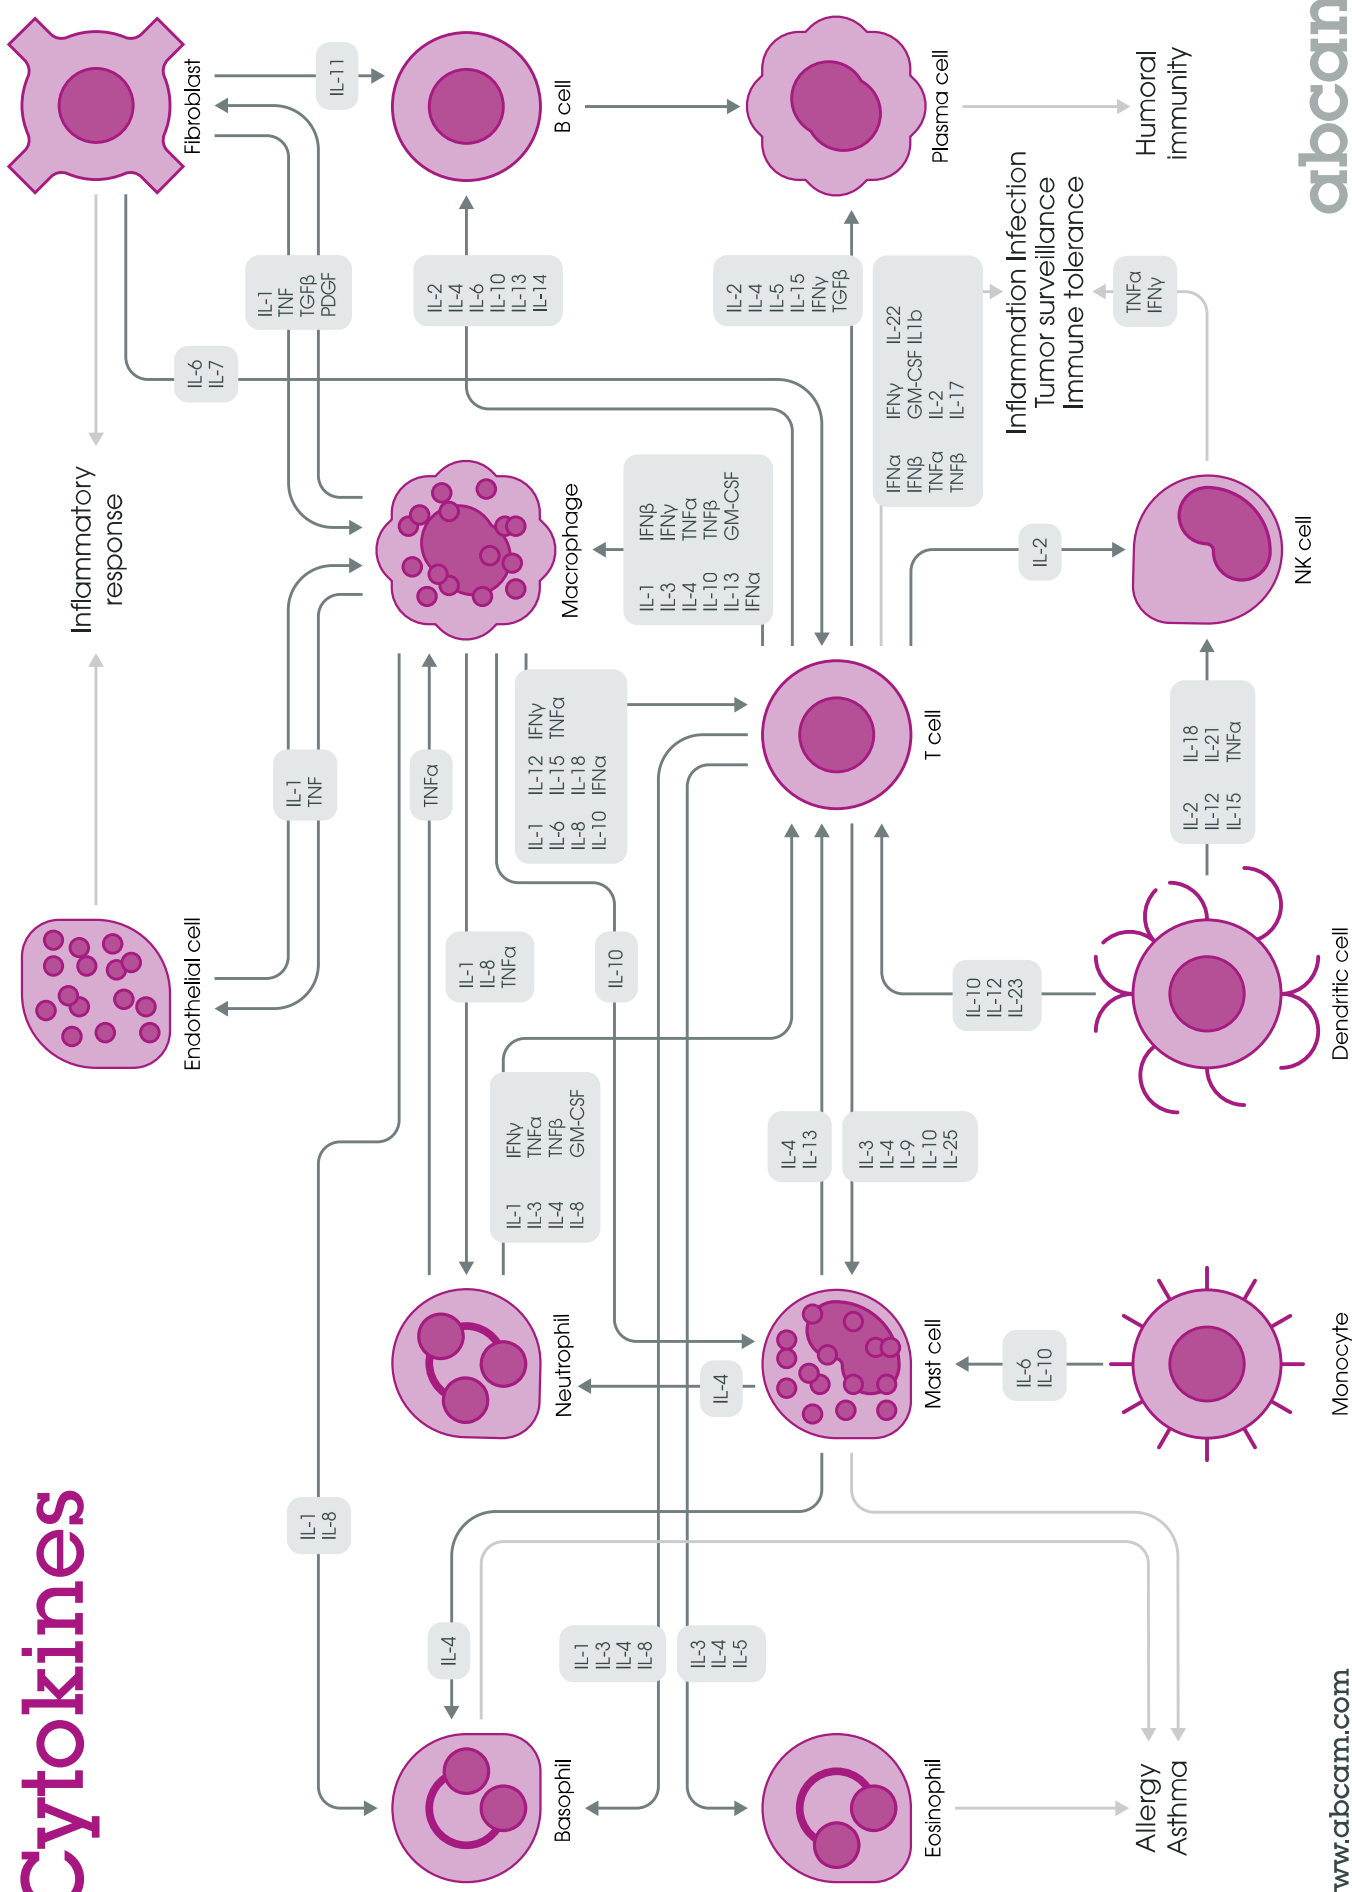 Cytokines
Inflammatory
response
Endothelial cell
Fibroblast
IL-6
IL-7
IL-1
IL-8
IL-1
TNF
IL-1
TNF
TGFβ
PDGF
IL-11
IL-4
TNFα
IL-1
IL-8
TNFα
IL-2
IL-4
IL-6
IL-10
IL-13
IL-14
Basophil
Neutrophil
Macrophage
B cell
IL-1 IFNγ
IL-3 TNFα
IL-4 TNFβ
IL-8 GM-CSF
IL-10
IL-1 IL-12 IFNγ
IL-6 IL-15 TNFα
IL-8 IL-18
IL-10 IFNα
IL-1
IL-3
IL-4
IL-8
IL-3
IL-4
IL-5
IL-4
IL-1 IFNβ
IL-3 IFNγ
IL-4 TNFα
IL-10 TNFβ
IL-13 GM-CSF
IFNα
IL-2
IL-4
IL-5
IL-15
IFNγ
TGFβ
IL-4
IL-13
IL-3
IL-4
IL-9
IL-10
IL-25
Eosinophil
Mast cell
T cell
Plasma cell
IFNα IFNγ IL-22
IFNβ GM-CSF IL1b
TNFα IL-2
TNFβ IL-17
IL-6
IL-10
IL-10
IL-12
IL-23
IL-2
Inflammation Infection
Tumor surveillance
Immune tolerance
TNFα
IFNγ
Allergy
Asthma
Humoral
immunity
IL-2 IL-18
IL-12 IL-21
IL-15 TNFα
NK cell
Monocyte
Dendritic cell
www.abcam.com
abcam